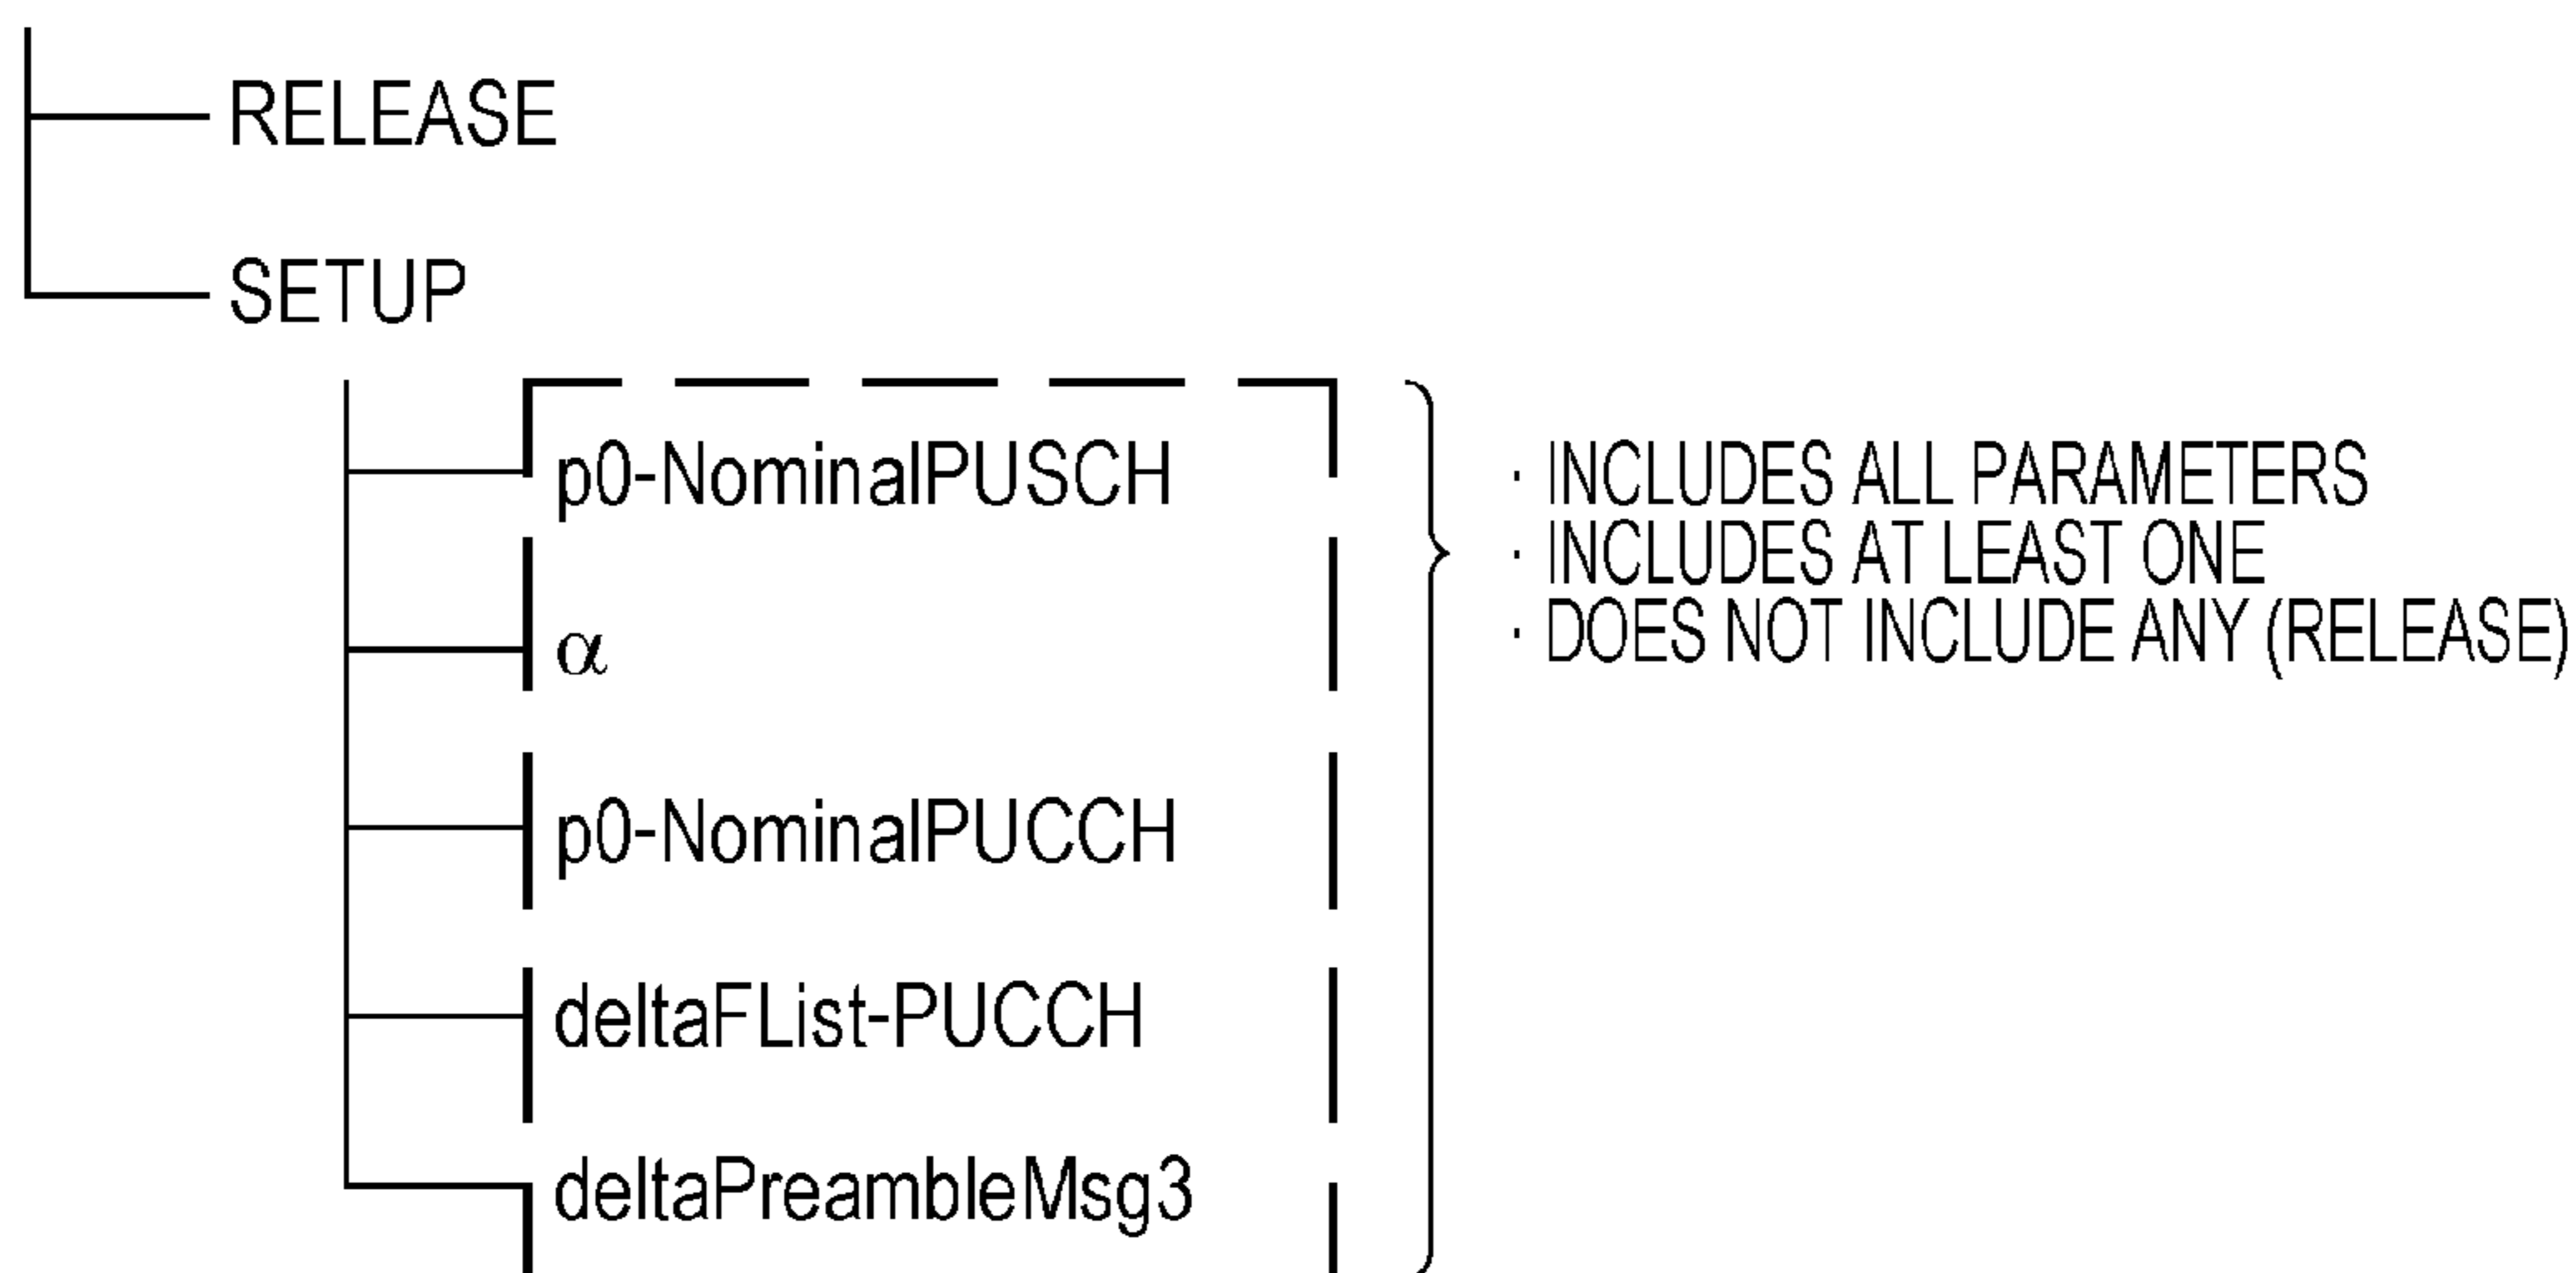 RELEASE
SETUP
p0-NominalPUSCH
α
p0-NominalPUCCH
deltaFList-PUCCH
deltaPreambleMsg3
· INCLUDES ALL PARAMETERS
· INCLUDES AT LEAST ONE
· DOES NOT INCLUDE ANY (RELEASE)